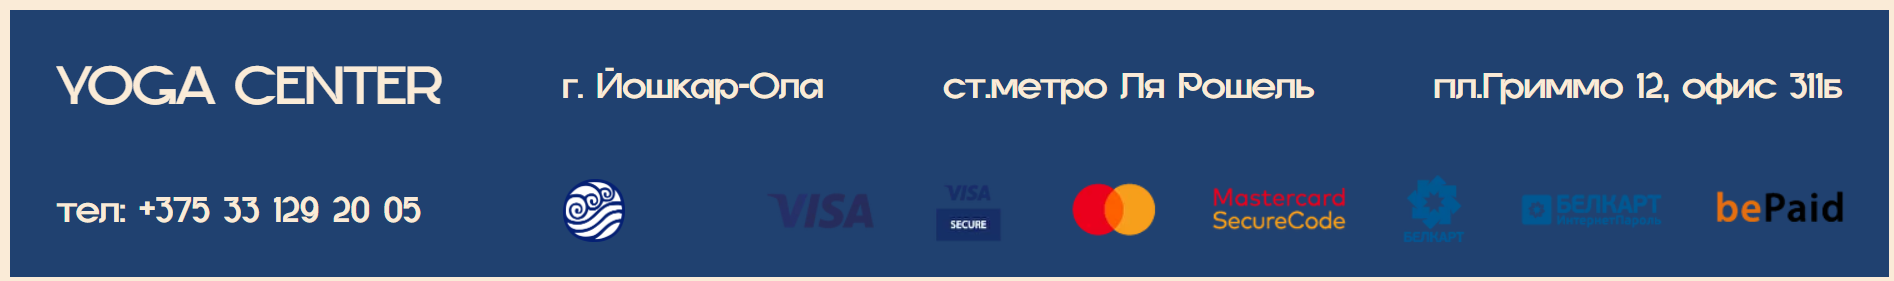 YOGA CENTER г. Йошкар-Ола ст.метро Ля Рошель пл.Гриммо 12, офис 311Б
тел: +375 33 129 20 05 VISA VISA SECURE Mastercard SecureCode БЕЛКАРТ БЕЛКАРТ ИнтернетПароль bePaid